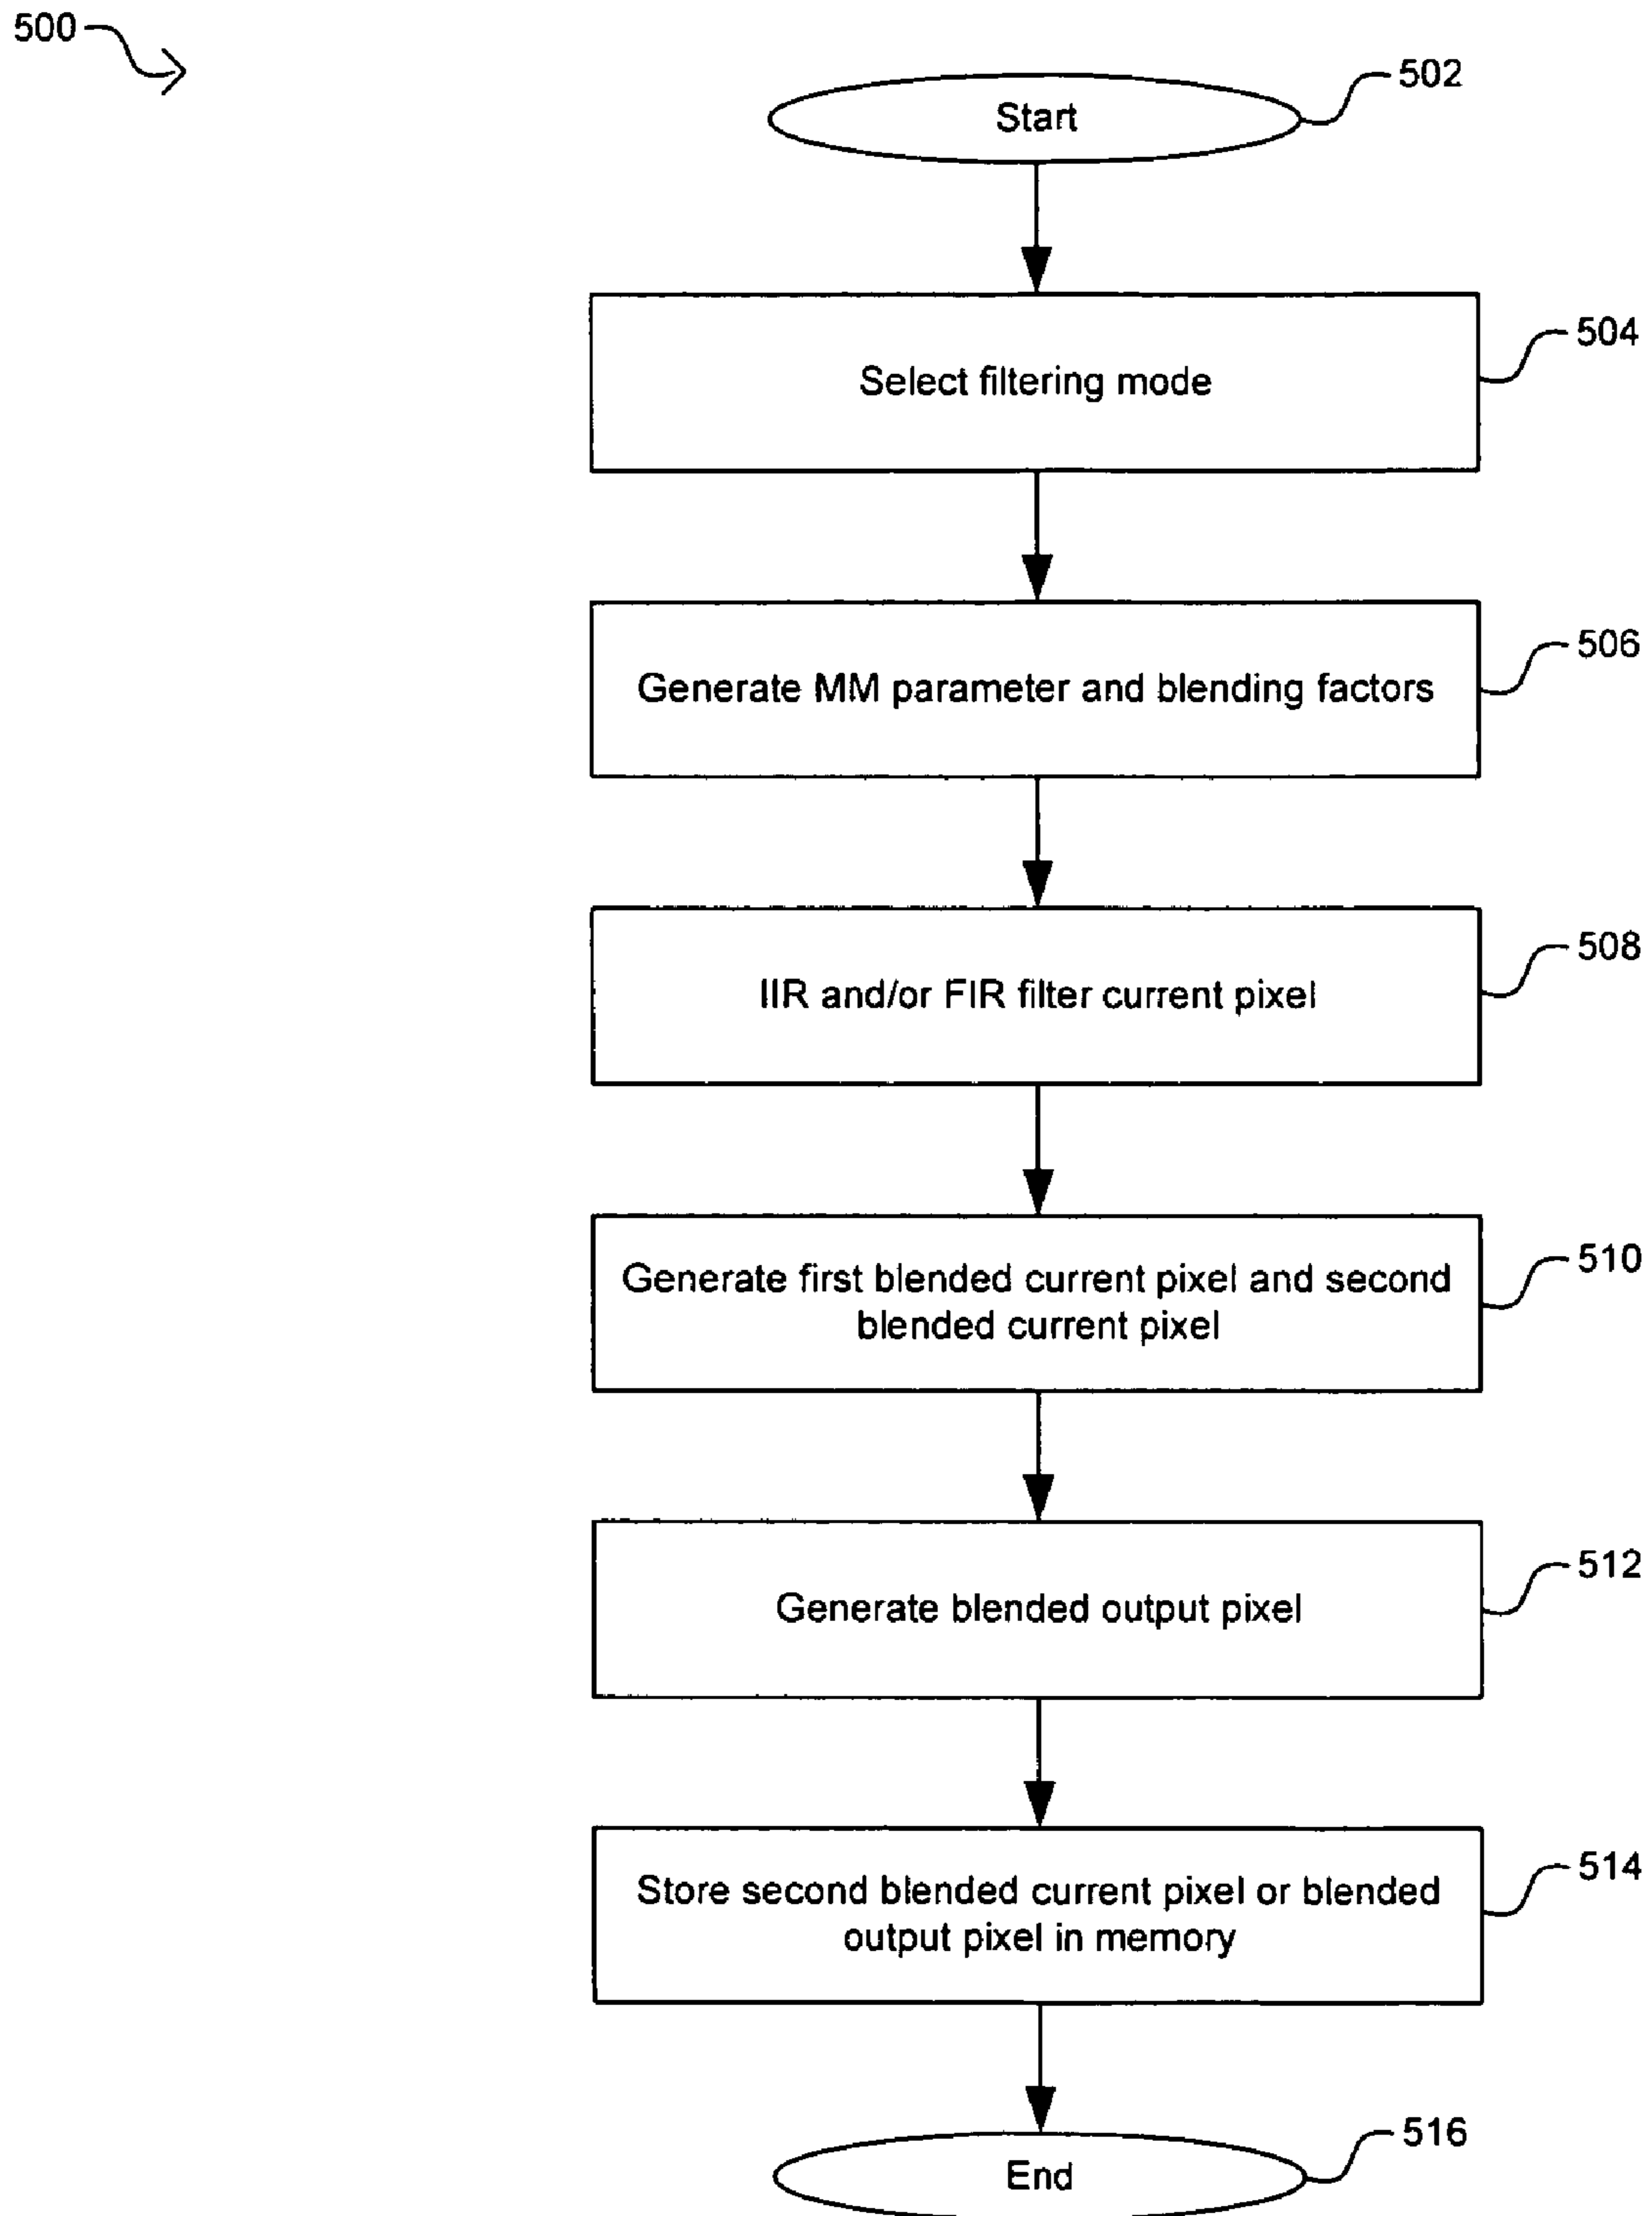 500
502
Start
504
Select filtering mode
506
Generate MM parameter and blending factors
508
IIR and/or FIR filter current pixel
510
Generate first blended current pixel and second
blended current pixel
512
Generate blended output pixel
514
Store second blended current pixel or blended
output pixel in memory
516
End